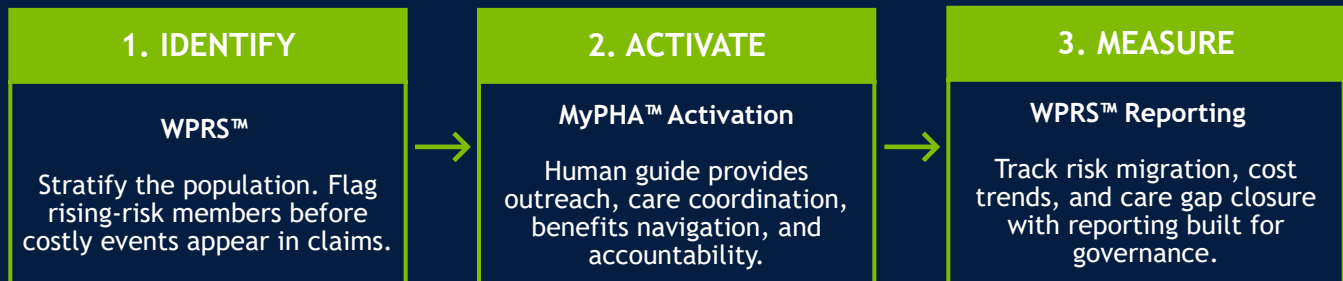 1. IDENTIFY
WPRS™
Stratify the population. Flag
rising-risk members before
costly events appear in claims.
2. ACTIVATE
MyPHA™ Activation
Human guide provides
outreach, care coordination,
benefits navigation, and
accountability.
3. MEASURE
WPRS™ Reporting
Track risk migration, cost
trends, and care gap closure
with reporting built for
governance.